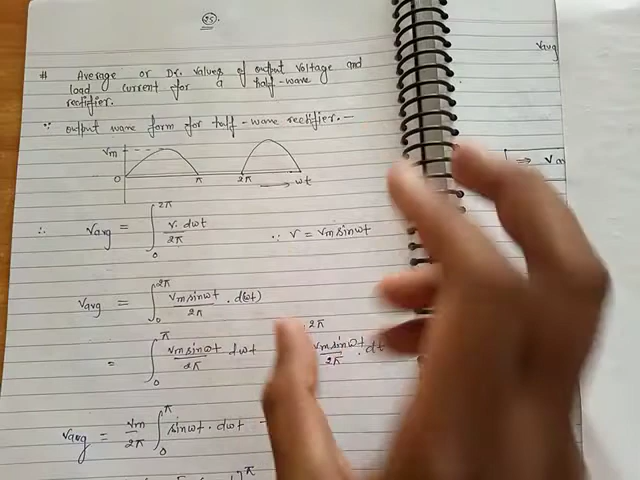 25.
# Average or Dc. values of output voltage and
load current for a half-wave
rectifier.
∵ output wave form for half-wave rectifier.-
Vm
0 π 2π → ωt
∴ Vavg = ∫₀^2π V. dωt / 2π ∵ V = Vm sinωt
Vavg = ∫₀^2π Vm sinωt / 2π . d(ωt)
= ∫₀^π Vm sinωt / 2π . dωt 2π Vm sinωt / 2π . dt
Vavg = Vm / 2π ∫₀^π sinωt . dωt -
π
Vavg
⇒